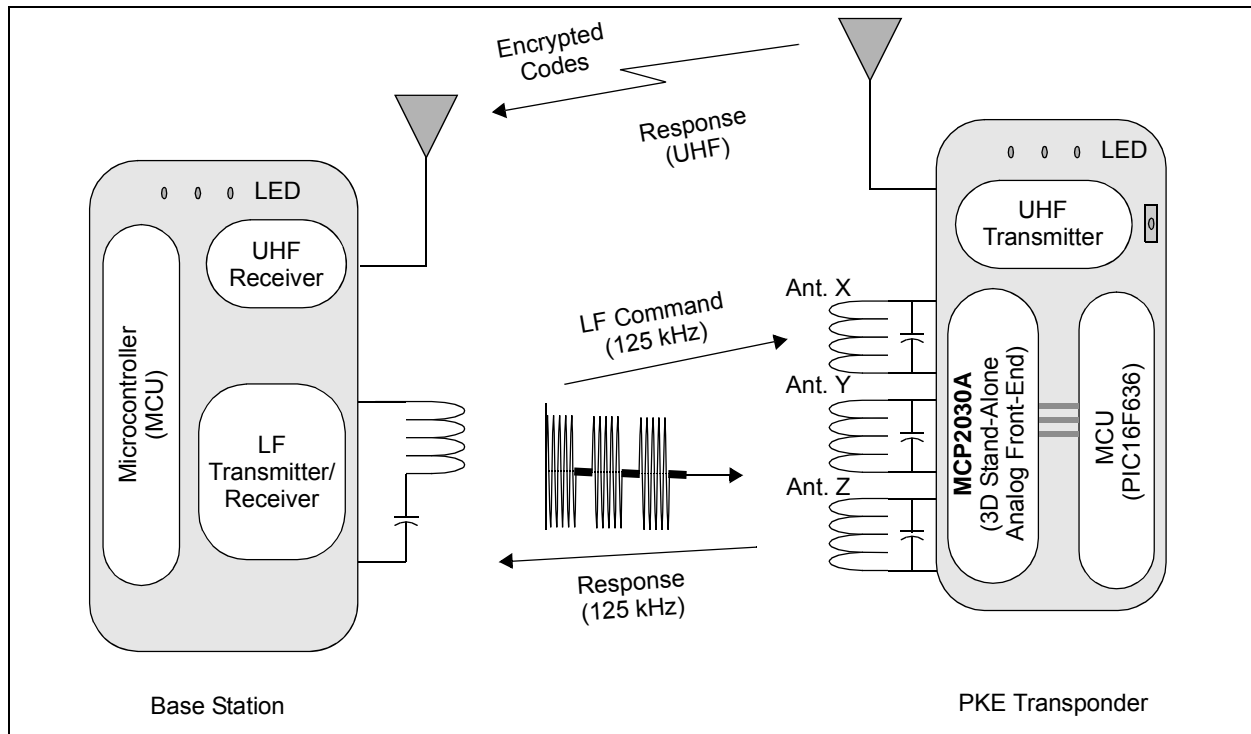 Encrypted
Codes
Response
(UHF)
LED
UHF
Receiver
Microcontroller
(MCU)
LF
Transmitter/
Receiver
LF Command
(125 kHz)
Response
(125 kHz)
LED
UHF
Transmitter
Ant. X
Ant. Y
Ant. Z
MCP2030A
(3D Stand-Alone
Analog Front-End)
MCU
(PIC16F636)
Base Station
PKE Transponder